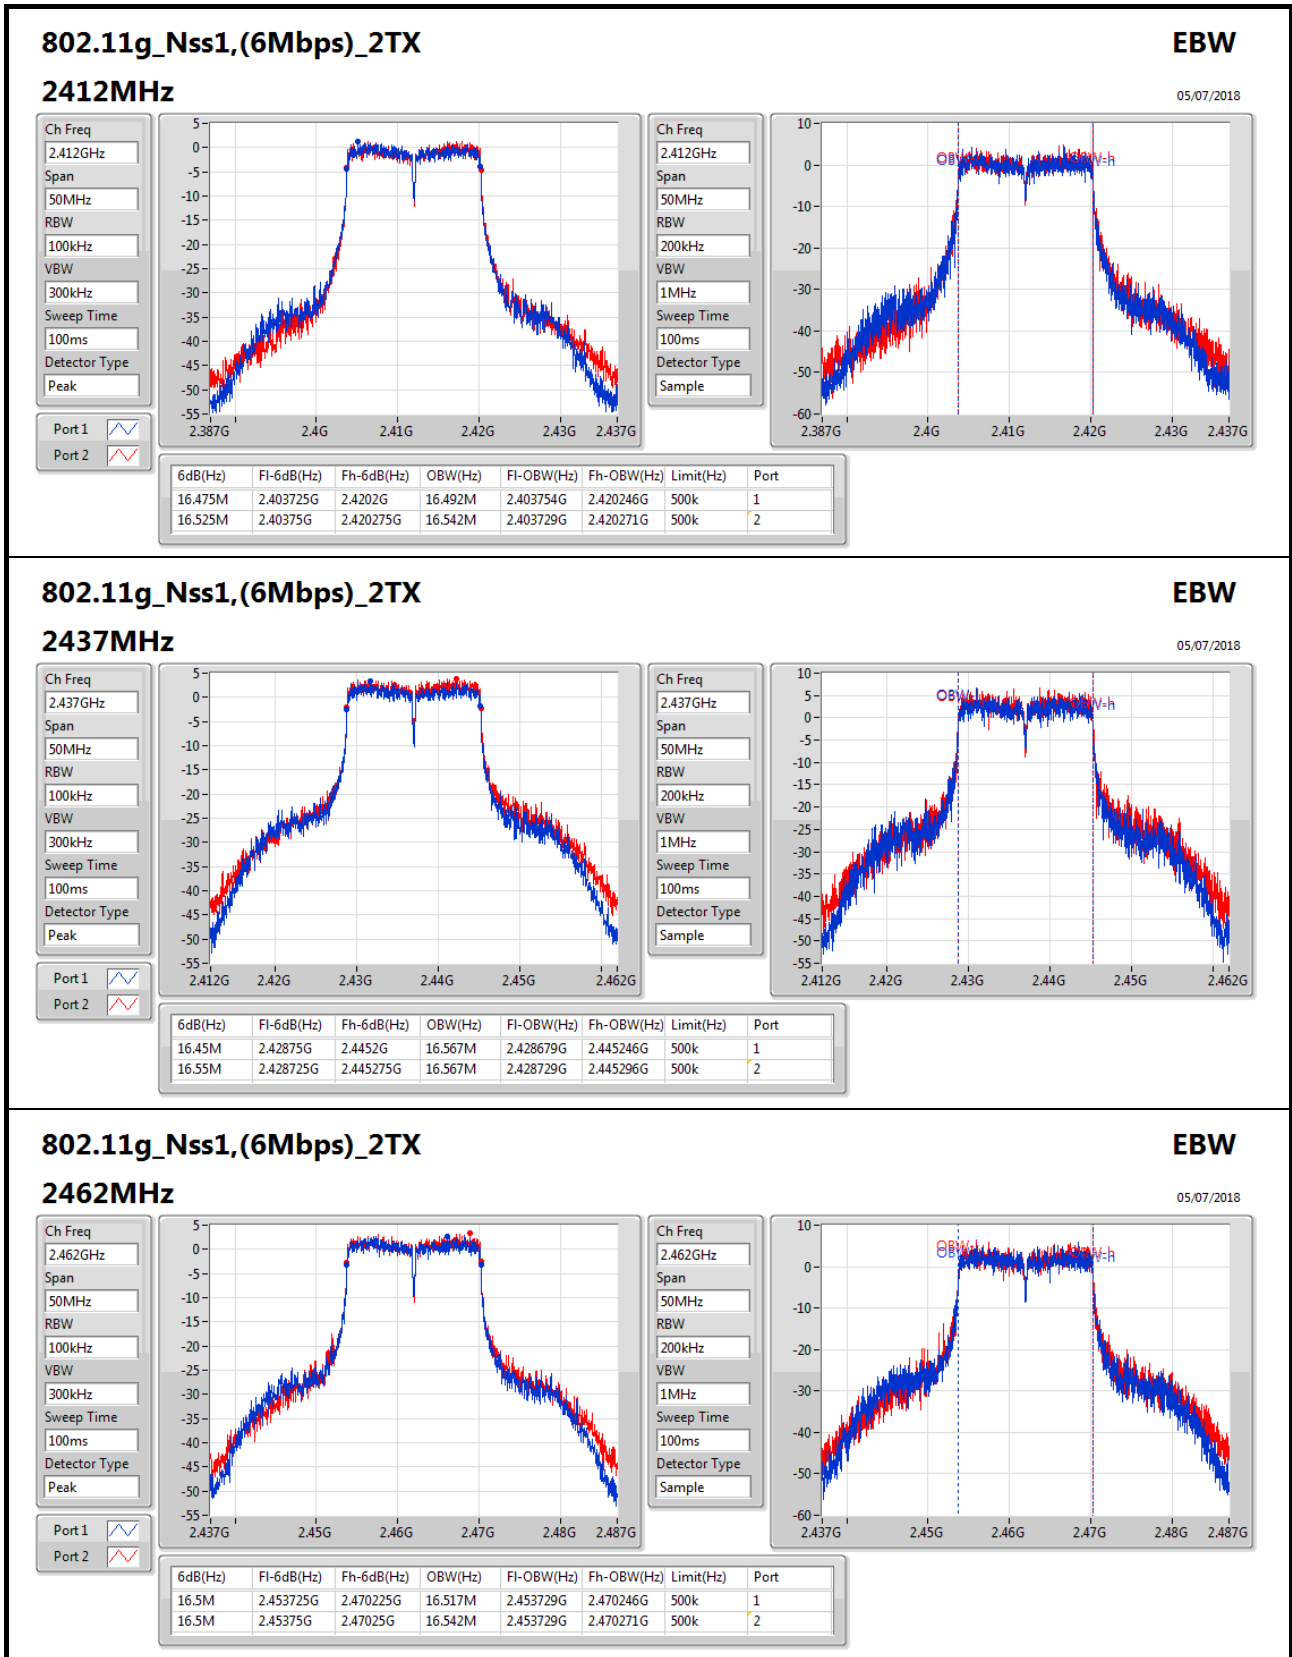 802.11g_Nss1,(6Mbps)_2TX EBW
2412MHz 05/07/2018
Ch Freq
2.412GHz
Span
50MHz
RBW
100kHz
VBW
300kHz
Sweep Time
100ms
Detector Type
Peak
Port 1
Port 2
5
0
-5
-10
-15
-20
-25
-30
-35
-40
-45
-50
-55
2.387G 2.4G 2.41G 2.42G 2.43G 2.437G
Ch Freq
2.412GHz
Span
50MHz
RBW
200kHz
VBW
1MHz
Sweep Time
100ms
Detector Type
Sample
10
0
-10
-20
-30
-40
-50
-60
2.387G 2.4G 2.41G 2.42G 2.43G 2.437G
6dB(Hz) Fl-6dB(Hz) Fh-6dB(Hz) OBW(Hz) Fl-OBW(Hz) Fh-OBW(Hz) Limit(Hz) Port
16.475M 2.403725G 2.4202G 16.492M 2.403754G 2.420246G 500k 1
16.525M 2.40375G 2.420275G 16.542M 2.403729G 2.420271G 500k 2
802.11g_Nss1,(6Mbps)_2TX EBW
2437MHz 05/07/2018
Ch Freq
2.437GHz
Span
50MHz
RBW
100kHz
VBW
300kHz
Sweep Time
100ms
Detector Type
Peak
Port 1
Port 2
5
0
-5
-10
-15
-20
-25
-30
-35
-40
-45
-50
-55
2.412G 2.42G 2.43G 2.44G 2.45G 2.462G
Ch Freq
2.437GHz
Span
50MHz
RBW
200kHz
VBW
1MHz
Sweep Time
100ms
Detector Type
Sample
10
5
0
-5
-10
-15
-20
-25
-30
-35
-40
-45
-50
-55
2.412G 2.42G 2.43G 2.44G 2.45G 2.462G
6dB(Hz) Fl-6dB(Hz) Fh-6dB(Hz) OBW(Hz) Fl-OBW(Hz) Fh-OBW(Hz) Limit(Hz) Port
16.45M 2.42875G 2.4452G 16.567M 2.428679G 2.445246G 500k 1
16.55M 2.428725G 2.445275G 16.567M 2.428729G 2.445296G 500k 2
802.11g_Nss1,(6Mbps)_2TX EBW
2462MHz 05/07/2018
Ch Freq
2.462GHz
Span
50MHz
RBW
100kHz
VBW
300kHz
Sweep Time
100ms
Detector Type
Peak
Port 1
Port 2
5
0
-5
-10
-15
-20
-25
-30
-35
-40
-45
-50
-55
2.437G 2.45G 2.46G 2.47G 2.48G 2.487G
Ch Freq
2.462GHz
Span
50MHz
RBW
200kHz
VBW
1MHz
Sweep Time
100ms
Detector Type
Sample
10
0
-10
-20
-30
-40
-50
-60
2.437G 2.45G 2.46G 2.47G 2.48G 2.487G
6dB(Hz) Fl-6dB(Hz) Fh-6dB(Hz) OBW(Hz) Fl-OBW(Hz) Fh-OBW(Hz) Limit(Hz) Port
16.5M 2.453725G 2.470225G 16.517M 2.453729G 2.470246G 500k 1
16.5M 2.45375G 2.47025G 16.542M 2.453729G 2.470271G 500k 2